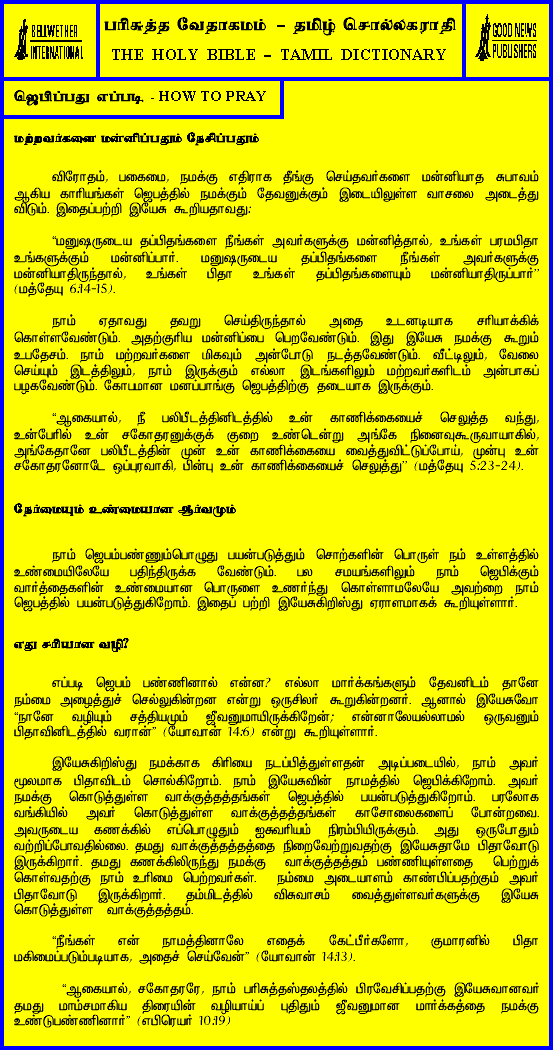 BELLWETHER
INTERNATIONAL
பரிசுத்த வேதாகமம் – தமிழ் சொல்லகராதி
THE HOLY BIBLE – TAMIL DICTIONARY
GOOD NEWS
PUBLISHERS
ஜெபிப்பது எப்படி. - HOW TO PRAY
மற்றவர்களை மன்னிப்பதும் நேசிப்பதும்
விரோதம், பகைமை, நமக்கு எதிராக தீங்கு செய்தவர்களை மன்னியாத சுபாவம்
ஆகிய காரியங்கள் ஜெபத்தில் நமக்கும் தேவனுக்கும் இடையிலுள்ள வாசலை அடைத்து
விடும். இதைப்பற்றி இயேசு கூறியதாவது:
“மனுஷருடைய தப்பிதங்களை நீங்கள் அவர்களுக்கு மன்னித்தால், உங்கள் பரமபிதா
உங்களுக்கும் மன்னிப்பார். மனுஷருடைய தப்பிதங்களை நீங்கள் அவர்களுக்கு
மன்னியாதிருந்தால், உங்கள் பிதா உங்கள் தப்பிதங்களையும் மன்னியாதிருப்பார்”
(மத்தேயு 6:14-15).
நாம் ஏதாவது தவறு செய்திருந்தால் அதை உடனடியாக சரியாக்கிக்
கொள்ளவேண்டும். அதற்குரிய மன்னிப்பை பெறவேண்டும். இது இயேசு நமக்கு கூறும்
உபதேசம். நாம் மற்றவர்களை மிகவும் அன்போடு நடத்தவேண்டும். வீட்டிலும், வேலை
செய்யும் இடத்திலும், நாம் இருக்கும் எல்லா இடங்களிலும் மற்றவர்களிடம் அன்பாகப்
பழகவேண்டும். கோபமான மனப்பாங்கு ஜெபத்திற்கு தடையாக இருக்கும்.
“ஆகையால், நீ பலிபீடத்தினிடத்தில் உன் காணிக்கையைச் செலுத்த வந்து,
உன்பேரில் உன் சகோதரனுக்குக் குறை உண்டென்று அங்கே நினைவுகூருவாயாகில்,
அங்கேதானே பலிபீடத்தின் முன் உன் காணிக்கையை வைத்துவிட்டுப்போய், முன்பு உன்
சகோதரனோடே ஒப்புரவாகி, பின்பு உன் காணிக்கையைச் செலுத்து” (மத்தேயு 5:23-24).
நேர்மையும் உண்மையான ஆர்வமும்
நாம் ஜெபம்பண்ணும்பொழுது பயன்படுத்தும் சொற்களின் பொருள் நம் உள்ளத்தில்
உண்மையிலேயே பதிந்திருக்க வேண்டும். பல சமயங்களிலும் நாம் ஜெபிக்கும்
வார்த்தைகளின் உண்மையான பொருளை உணர்ந்து கொள்ளாமலேயே அவற்றை நாம்
ஜெபத்தில் பயன்படுத்துகிறோம். இதைப் பற்றி இயேசுகிறிஸ்து ஏராளமாகக் கூறியுள்ளார்.
எது சரியான வழி?
எப்படி ஜெபம் பண்ணினால் என்ன? எல்லா மார்க்கங்களும் தேவனிடம் தானே
நம்மை அழைத்துச் செல்லுகின்றன என்று ஒருசிலர் கூறுகின்றனர். ஆனால் இயேசுவோ
“நானே வழியும் சத்தியமும் ஜீவனுமாயிருக்கிறேன்; என்னாலேயல்லாமல் ஒருவனும்
பிதாவினிடத்தில் வரான்” (யோவான் 14:6) என்று கூறியுள்ளார்.
இயேசுகிறிஸ்து நமக்காக கிரியை நடப்பித்துள்ளதன் அடிப்படையில், நாம் அவர்
மூலமாக பிதாவிடம் சொல்கிறோம். நாம் இயேசுவின் நாமத்தில் ஜெபிக்கிறோம். அவர்
நமக்கு கொடுத்துள்ள வாக்குத்தத்தங்கள் ஜெபத்தில் பயன்படுத்துகிறோம். பரலோக
வங்கியில் அவர் கொடுத்துள்ள வாக்குத்தத்தங்கள் காசோலைகளைப் போன்றவை.
அவருடைய கணக்கில் எப்பொழுதும் ஐசுவரியம் நிரம்பியிருக்கும். அது ஒருபோதும்
வற்றிப்போவதில்லை. தமது வாக்குத்தத்தத்தை நிறைவேற்றுவதற்கு இயேசுதாமே பிதாவோடு
இருக்கிறார். தமது கணக்கிலிருந்து நமக்கு வாக்குத்தத்தம் பண்ணியுள்ளதை பெற்றுக்
கொள்வதற்கு நாம் உரிமை பெற்றவர்கள். நம்மை அடையாளம் காண்பிப்பதற்கும் அவர்
பிதாவோடு இருக்கிறார். தம்மிடத்தில் விசுவாசம் வைத்துள்ளவர்களுக்கு இயேசு
கொடுத்துள்ள வாக்குத்தத்தம்.
“நீங்கள் என் நாமத்தினாலே எதைக் கேட்பீர்களோ, குமாரனில் பிதா
மகிமைப்படும்படியாக, அதைச் செய்வேன்” (யோவான் 14:13).
“ஆகையால், சகோதரரே, நாம் பரிசுத்தஸ்தலத்தில் பிரவேசிப்பதற்கு இயேசுவானவர்
தமது மாம்சமாகிய திரையின் வழியாய்ப் புதிதும் ஜீவனுமான மார்க்கத்தை நமக்கு
உண்டுபண்ணினார்” (எபிரெயர் 10:19)